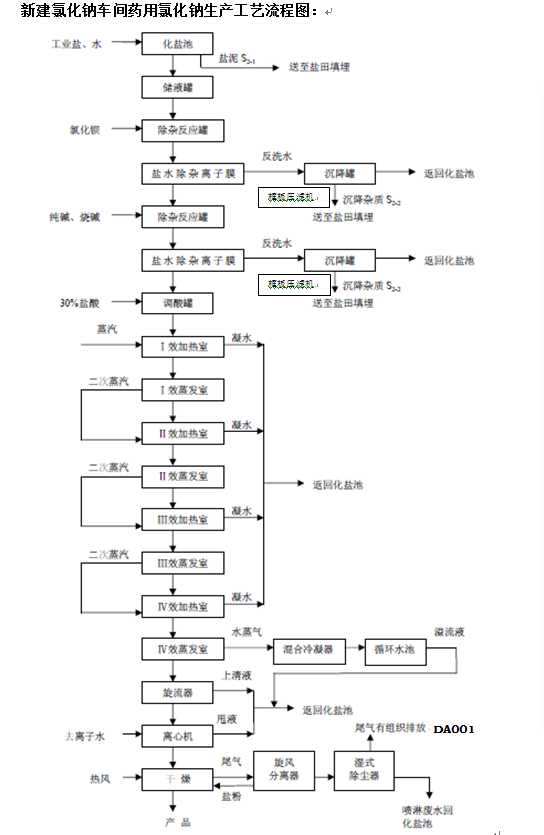 新建氯化钠车间药用氯化钠生产工艺流程图：
工业盐、水
化盐池
盐泥 S2-1
送至盐田填埋
储液罐
氯化钡
除杂反应罐
反洗水
盐水除杂离子膜
沉降罐
返回化盐池
板框压滤机
沉降杂质 S2-2
送至盐田填埋
纯碱、烧碱
除杂反应罐
反洗水
盐水除杂离子膜
沉降罐
返回化盐池
板框压滤机
沉降杂质 S2-2
送至盐田填埋
30%盐酸
调酸罐
蒸汽
Ⅰ效加热室
凝水
二次蒸汽
Ⅰ效蒸发室
Ⅱ效加热室
凝水
二次蒸汽
Ⅱ效蒸发室
返回化盐池
Ⅲ效加热室
凝水
二次蒸汽
Ⅲ效蒸发室
Ⅳ效加热室
凝水
Ⅳ效蒸发室
水蒸气
混合冷凝器
循环水池
溢流液
旋流器
上清液
返回化盐池
去离子水
离心机
甩液
尾气有组织排放 DA001
热风
干 燥
尾气
盐粉
旋风
分离器
湿式
除尘器
喷淋废水回
化盐池
产 品